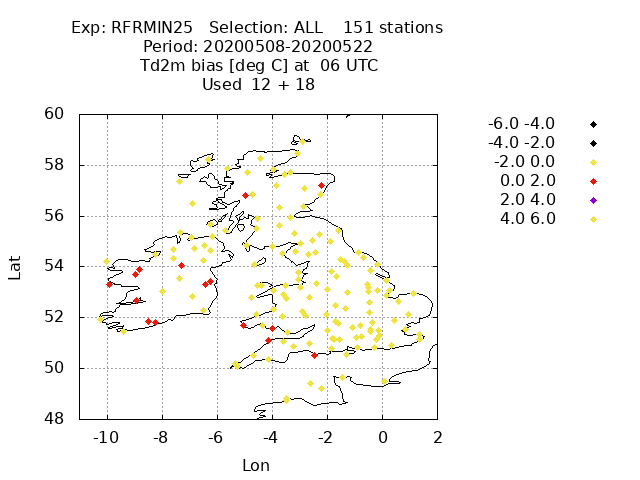 Exp: RFRMIN25 Selection: ALL 151 stations
Period: 20200508-20200522
Td2m bias [deg C] at 06 UTC
Used 12 + 18
-6.0 -4.0
-4.0 -2.0
-2.0 0.0
0.0 2.0
2.0 4.0
4.0 6.0
60
58
56
54
52
50
48
Lat
-10 -8 -6 -4 -2 0 2
Lon